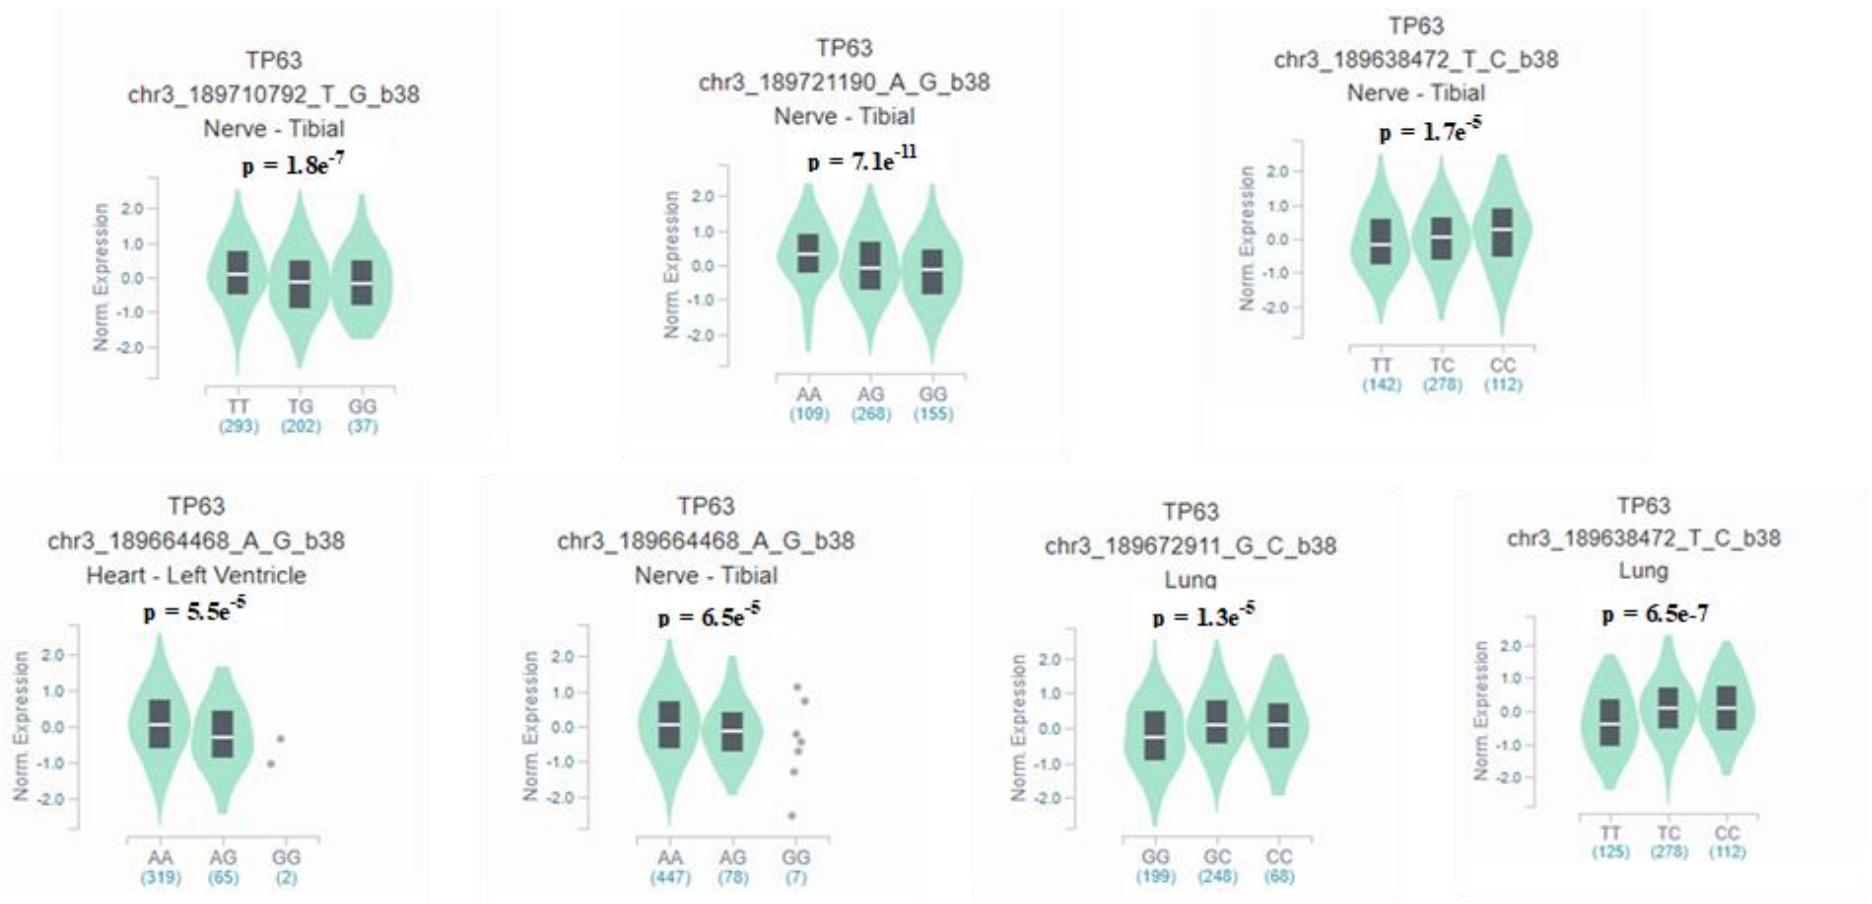 TP63
chr3_189710792_T_G_b38
Nerve - Tibial
p = 1.8e-7
Norm. Expression
2.0
1.0
0.0
-1.0
-2.0
TT TG GG
(293) (202) (37)
TP63
chr3_189721190_A_G_b38
Nerve - Tibial
p = 7.1e-11
Norm. Expression
2.0
1.0
0.0
-1.0
-2.0
AA AG GG
(109) (268) (155)
TP63
chr3_189638472_T_C_b38
Nerve - Tibial
p = 1.7e-5
Norm. Expression
2.0
1.0
0.0
-1.0
-2.0
TT TC CC
(142) (278) (112)
TP63
chr3_189664468_A_G_b38
Heart - Left Ventricle
p = 5.5e-5
Norm. Expression
2.0
1.0
0.0
-1.0
-2.0
AA AG GG
(319) (65) (2)
TP63
chr3_189664468_A_G_b38
Nerve - Tibial
p = 6.5e-5
Norm. Expression
2.0
1.0
0.0
-1.0
-2.0
AA AG GG
(447) (78) (7)
TP63
chr3_189672911_G_C_b38
Lung
p = 1.3e-5
Norm. Expression
2.0
1.0
0.0
-1.0
-2.0
GG GC CC
(199) (248) (68)
TP63
chr3_189638472_T_C_b38
Lung
p = 6.5e-7
Norm. Expression
2.0
1.0
0.0
-1.0
-2.0
TT TC CC
(125) (278) (112)